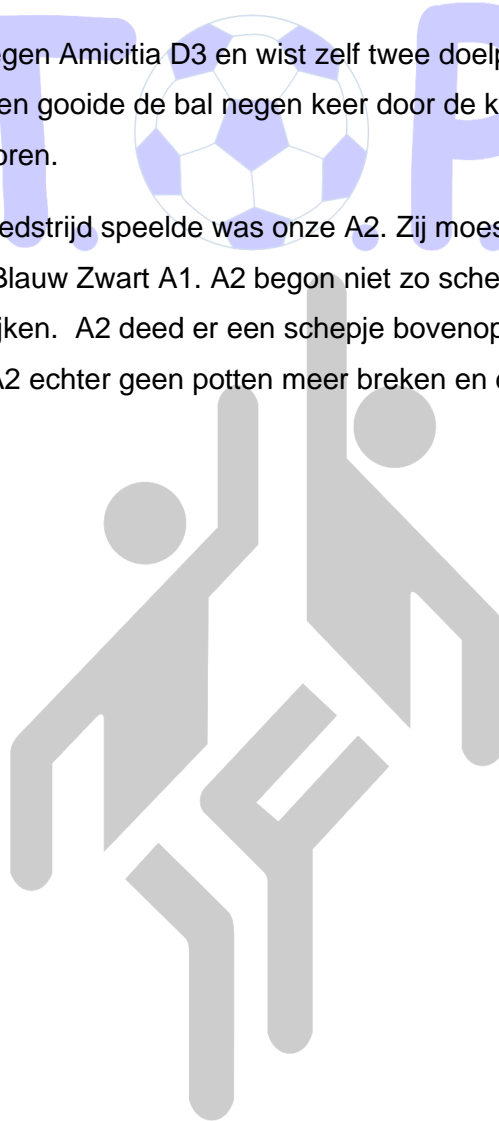 T.O.P.
egen Amicitia D3 en wist zelf twee doelp
en gooide de bal negen keer door de k
oren.
edstrijd speelde was onze A2. Zij moes
Blauw Zwart A1. A2 begon niet zo sche
jken. A2 deed er een schepje bovenop
A2 echter geen potten meer breken en